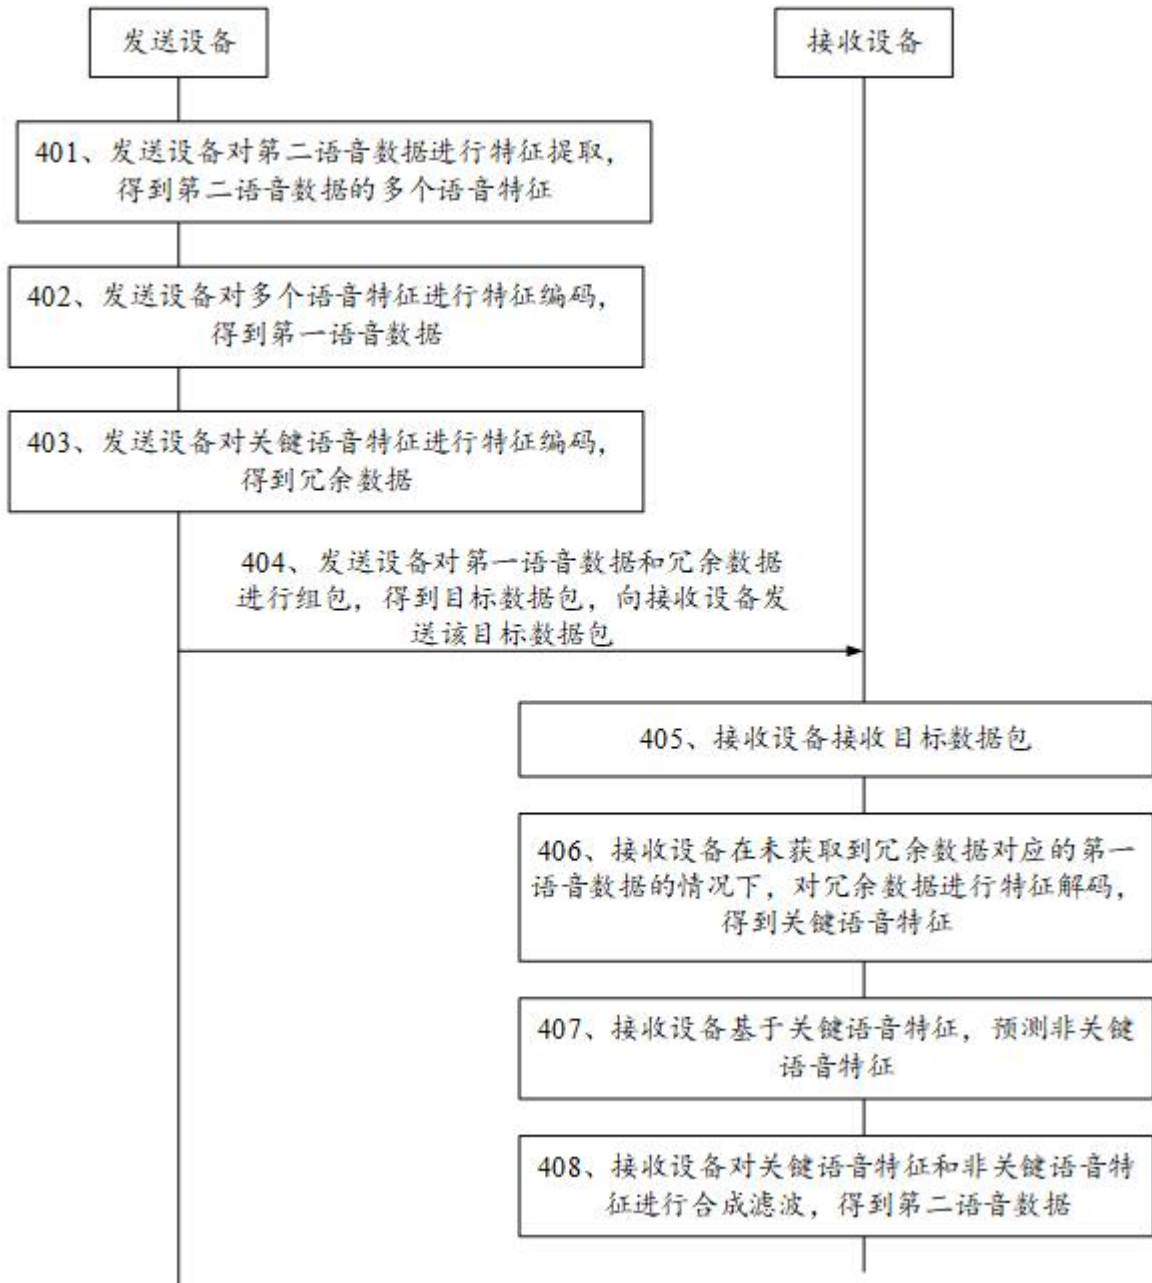 发送设备
接收设备
401、发送设备对第二语音数据进行特征提取，
得到第二语音数据的多个语音特征
402、发送设备对多个语音特征进行特征编码，
得到第一语音数据
403、发送设备对关键语音特征进行特征编码，
得到冗余数据
404、发送设备对第一语音数据和冗余数据
进行组包，得到目标数据包，向接收设备发
送该目标数据包
405、接收设备接收目标数据包
406、接收设备在未获取到冗余数据对应的第一
语音数据的情况下，对冗余数据进行特征解码，
得到关键语音特征
407、接收设备基于关键语音特征，预测非关键
语音特征
408、接收设备对关键语音特征和非关键语音特
征进行合成滤波，得到第二语音数据